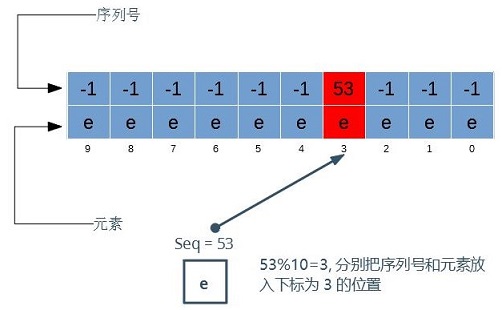 序列号
-1 -1 -1 -1 -1 -1 53 -1 -1 -1
e e e e e e e e e e
9 8 7 6 5 4 3 2 1 0
元素
Seq = 53
e
53%10=3, 分别把序列号和元素放
入下标为 3 的位置